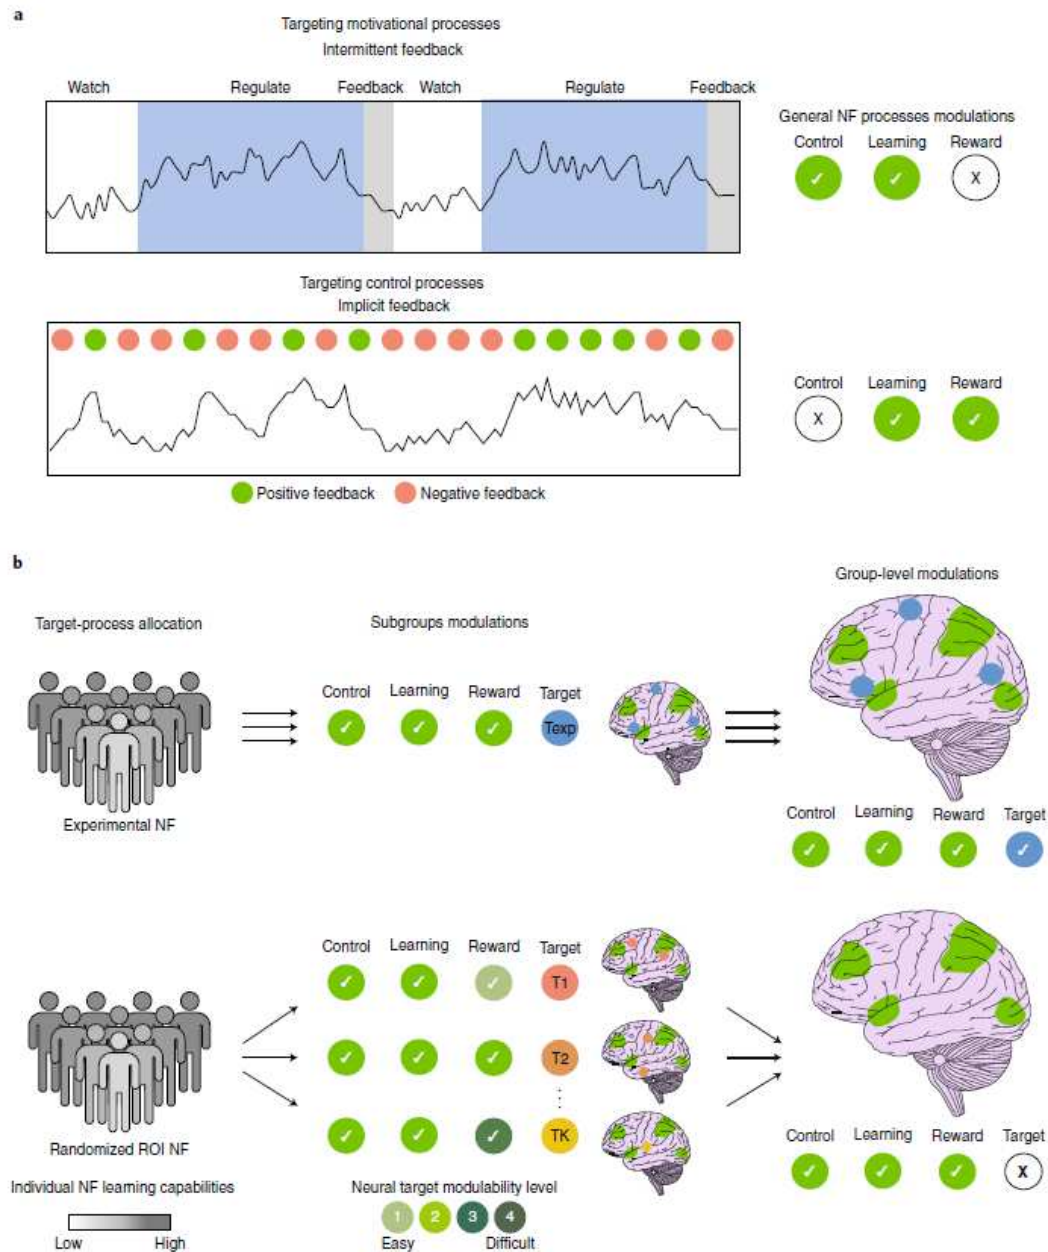 a
Targeting motivational processes
Intermittent feedback
Watch Regulate Feedback Watch Regulate Feedback
General NF processes modulations
Control Learning Reward
✓ ✓ X
Targeting control processes
Implicit feedback
Control Learning Reward
X ✓ ✓
Positive feedback Negative feedback
b
Group-level modulations
Target-process allocation Subgroups modulations
Control Learning Reward Target
✓ ✓ ✓ Texp
Experimental NF
Control Learning Reward Target
✓ ✓ ✓ ✓
Control Learning Reward Target
✓ ✓ ✓ T1
✓ ✓ ✓ T2
✓ ✓ ✓ TK
Randomized ROI NF
Control Learning Reward Target
✓ ✓ ✓ X
Individual NF learning capabilities
Low High
Neural target modulability level
1 2 3 4
Easy Difficult